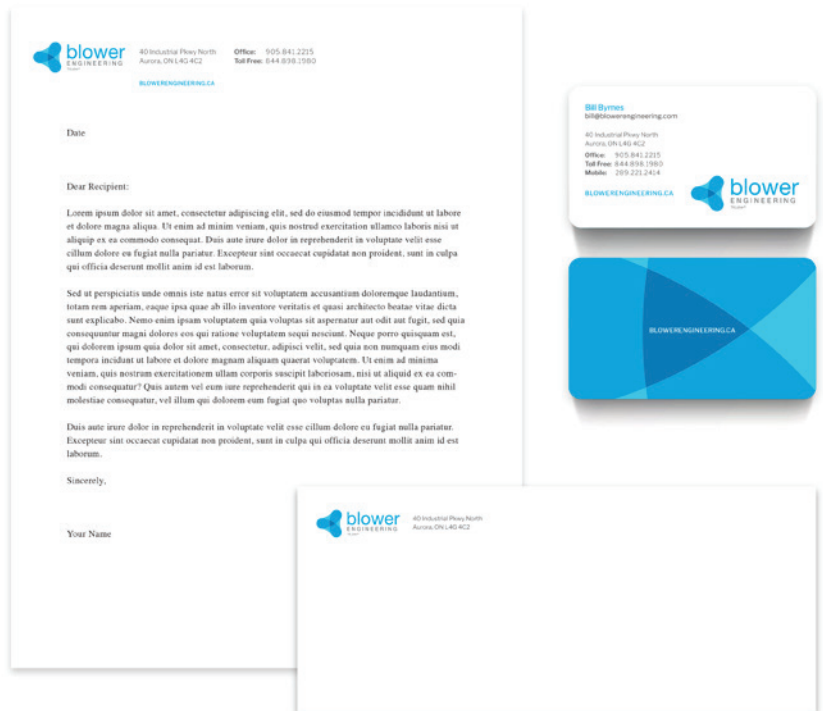 blower
ENGINEERING
40 Industrial Pkwy North
Aurora, ON L4G 4C2
Office: 905.841.2215
Toll Free: 844.898.1980
BLOWERENGINEERING.CA
Date
Dear Recipient:
Lorem ipsum dolor sit amet, consectetur adipiscing elit, sed do eiusmod tempor incididunt ut labore
et dolore magna aliqua. Ut enim ad minim veniam, quis nostrud exercitation ullamco laboris nisi ut
aliquip ex ea commodo consequat. Duis aute irure dolor in reprehenderit in voluptate velit esse
cillum dolore eu fugiat nulla pariatur. Excepteur sint occaecat cupidatat non proident, sunt in culpa
qui officia deserunt mollit anim id est laborum.
Sed ut perspiciatis unde omnis iste natus error sit voluptatem accusantium doloremque laudantium,
totam rem aperiam, eaque ipsa quae ab illo inventore veritatis et quasi architecto beatae vitae dicta
sunt explicabo. Nemo enim ipsam voluptatem quia voluptas sit aspernatur aut odit aut fugit, sed quia
consequuntur magni dolores eos qui ratione voluptatem sequi nesciunt. Neque porro quisquam est,
qui dolorem ipsum quia dolor sit amet, consectetur, adipisci velit, sed quia non numquam eius modi
tempora incidunt ut labore et dolore magnam aliquam quaerat voluptatem. Ut enim ad minima
veniam, quis nostrum exercitationem ullam corporis suscipit laboriosam, nisi ut aliquid ex ea com-
modi consequatur? Quis autem vel eum iure reprehenderit qui in ea voluptate velit esse quam nihil
molestiae consequatur, vel illum qui dolorem eum fugiat quo voluptas nulla pariatur.
Duis aute irure dolor in reprehenderit in voluptate velit esse cillum dolore eu fugiat nulla pariatur.
Excepteur sint occaecat cupidatat non proident, sunt in culpa qui officia deserunt mollit anim id est
laborum.
Sincerely,
Your Name
Bill Byrnes
bill@blowerengineering.com
40 Industrial Pkwy North
Aurora, ON L4G 4C2
Office: 905.841.2215
Toll Free: 844.898.1980
Mobile: 289.221.2414
BLOWERENGINEERING.CA
blower
ENGINEERING
BLOWERENGINEERING.CA
blower
ENGINEERING
40 Industrial Pkwy North
Aurora, ON L4G 4C2